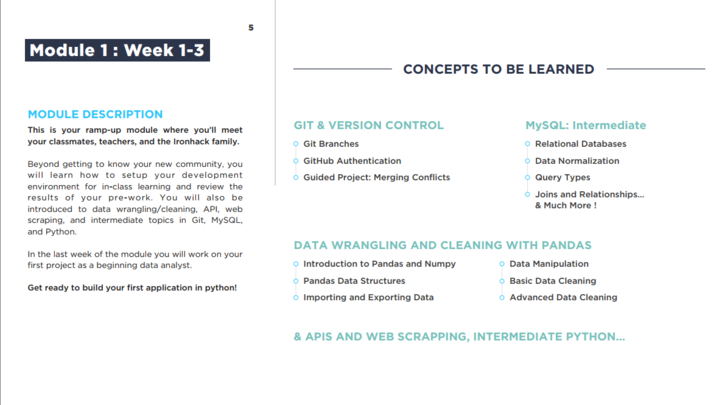 5
Module 1 : Week 1-3
CONCEPTS TO BE LEARNED
MODULE DESCRIPTION
This is your ramp-up module where you'll meet
your classmates, teachers, and the Ironhack family.
Beyond getting to know your new community, you
will learn how to setup your development
environment for in-class learning and review the
results of your pre-work. You will also be
introduced to data wrangling/cleaning, API, web
scraping, and intermediate topics in Git, MySQL,
and Python.
In the last week of the module you will work on your
first project as a beginning data analyst.
Get ready to build your first application in python!
GIT & VERSION CONTROL
Git Branches
GitHub Authentication
Guided Project: Merging Conflicts
MySQL: Intermediate
Relational Databases
Data Normalization
Query Types
Joins and Relationships...
& Much More !
DATA WRANGLING AND CLEANING WITH PANDAS
Introduction to Pandas and Numpy
Pandas Data Structures
Importing and Exporting Data
Data Manipulation
Basic Data Cleaning
Advanced Data Cleaning
& APIS AND WEB SCRAPPING, INTERMEDIATE PYTHON...